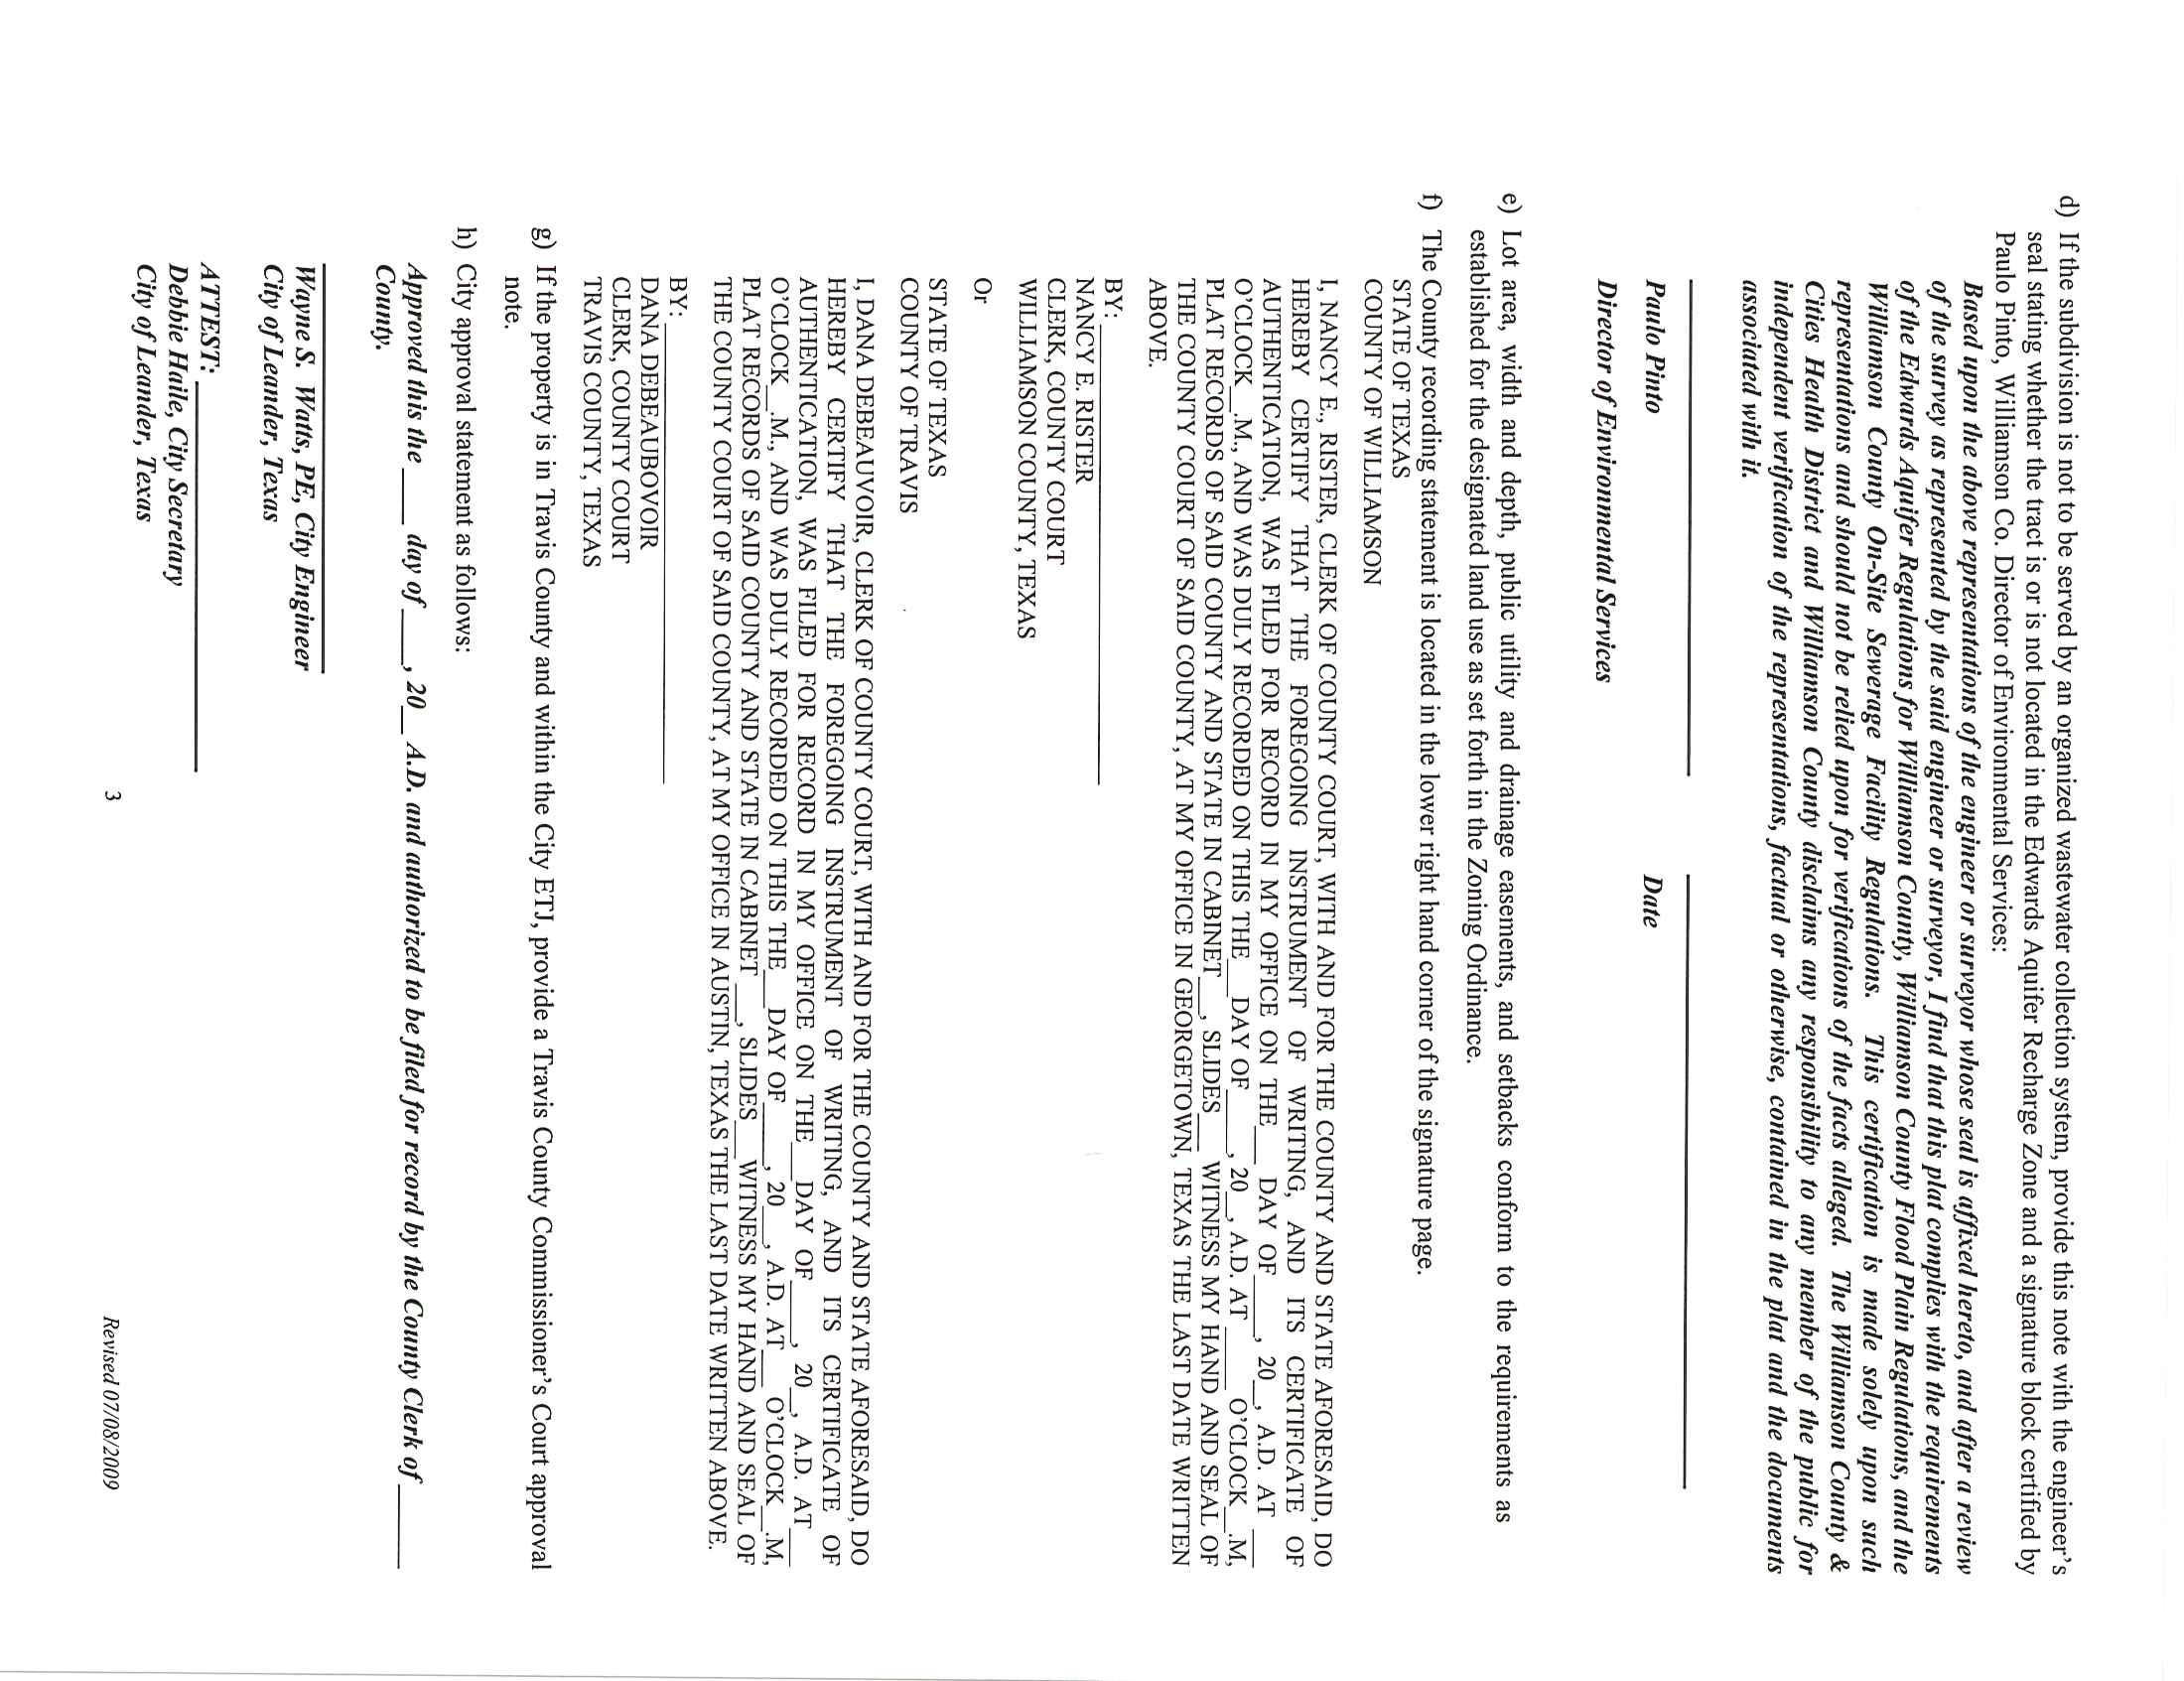 d) If the subdivision is not to be served by an organized wastewater collection system, provide this note with the engineer's
seal stating whether the tract is or is not located in the Edwards Aquifer Recharge Zone and a signature block certified by
Paulo Pinto, Williamson Co. Director of Environmental Services:
Based upon the above representations of the engineer or surveyor whose seal is affixed hereto, and after a review
of the survey as represented by the said engineer or surveyor, I find that this plat complies with the requirements
of the Edwards Aquifer Regulations for Williamson County, Williamson County Flood Plain Regulations, and the
Williamson County On-Site Sewerage Facility Regulations. This certification is made solely upon such
representations and should not be relied upon for verifications of the facts alleged. The Williamson County &
Cities Health District and Williamson County disclaims any responsibility to any member of the public for
independent verification of the representations, factual or otherwise, contained in the plat and the documents
associated with it.
Paulo Pinto Date
Director of Environmental Services
e) Lot area, width and depth, public utility and drainage easements, and setbacks conform to the requirements as
established for the designated land use as set forth in the Zoning Ordinance.
f) The County recording statement is located in the lower right hand corner of the signature page.
STATE OF TEXAS
COUNTY OF WILLIAMSON
I, NANCY E., RISTER, CLERK OF COUNTY COURT, WITH AND FOR THE COUNTY AND STATE AFORESAID, DO
HEREBY CERTIFY THAT THE FOREGOING INSTRUMENT OF WRITING, AND ITS CERTIFICATE OF
AUTHENTICATION, WAS FILED FOR RECORD IN MY OFFICE ON THE___ DAY OF_____, 20__, A.D. AT ___
O'CLOCK__.M., AND WAS DULY RECORDED ON THIS THE___ DAY OF_____, 20__, A.D. AT _____ O'CLOCK__.M,
PLAT RECORDS OF SAID COUNTY AND STATE IN CABINET___, SLIDES___ WITNESS MY HAND AND SEAL OF
THE COUNTY COURT OF SAID COUNTY, AT MY OFFICE IN GEORGETOWN, TEXAS THE LAST DATE WRITTEN
ABOVE.
BY: ____________________
NANCY E. RISTER
CLERK, COUNTY COURT
WILLIAMSON COUNTY, TEXAS
Or
STATE OF TEXAS
COUNTY OF TRAVIS
I, DANA DEBEAUVOIR, CLERK OF COUNTY COURT, WITH AND FOR THE COUNTY AND STATE AFORESAID, DO
HEREBY CERTIFY THAT THE FOREGOING INSTRUMENT OF WRITING, AND ITS CERTIFICATE OF
AUTHENTICATION, WAS FILED FOR RECORD IN MY OFFICE ON THE___DAY OF_____, 20__, A.D. AT___
O'CLOCK__.M., AND WAS DULY RECORDED ON THIS THE___ DAY OF_____, 20___, A.D. AT___ O'CLOCK__.M,
PLAT RECORDS OF SAID COUNTY AND STATE IN CABINET ___, SLIDES___ WITNESS MY HAND AND SEAL OF
THE COUNTY COURT OF SAID COUNTY, AT MY OFFICE IN AUSTIN, TEXAS THE LAST DATE WRITTEN ABOVE.
BY: ____________________
DANA DEBEAUBOVOIR
CLERK, COUNTY COURT
TRAVIS COUNTY, TEXAS
g) If the property is in Travis County and within the City ETJ, provide a Travis County Commissioner's Court approval
note.
h) City approval statement as follows:
Approved this the ____ day of ____, 20__ A.D. and authorized to be filed for record by the County Clerk of ______
County.
Wayne S. Watts, PE, City Engineer
City of Leander, Texas
ATTEST: ____________________
Debbie Haile, City Secretary
City of Leander, Texas
3
Revised 07/08/2009